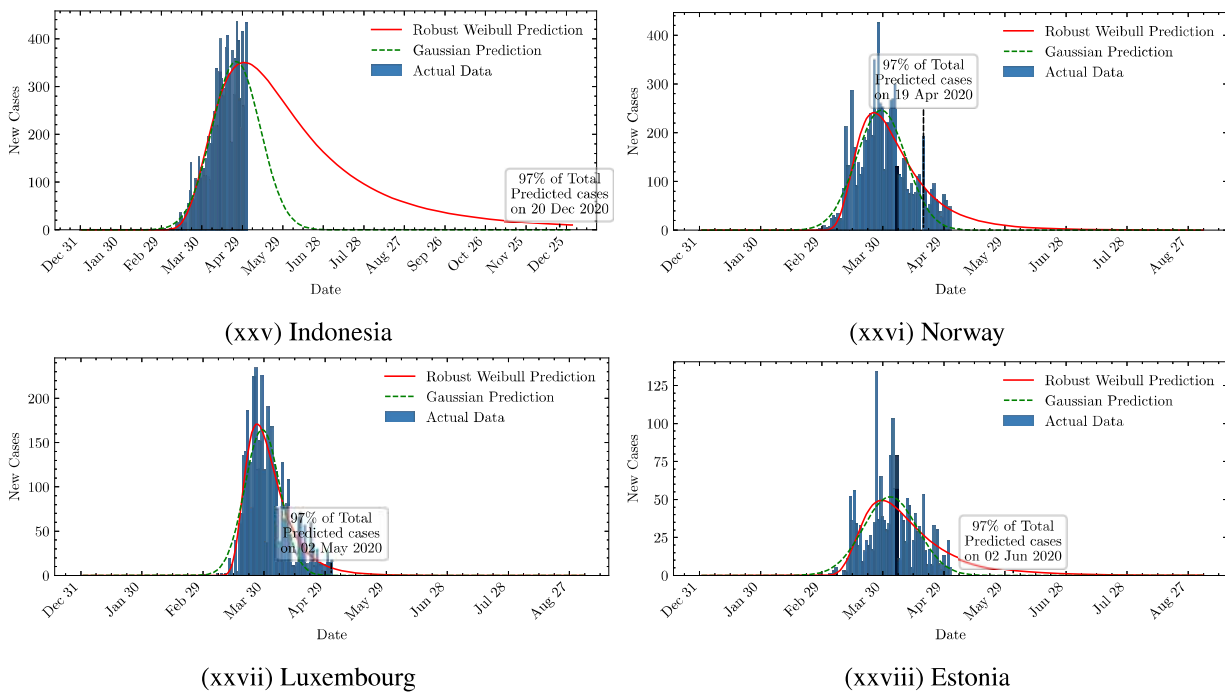 400
300
200
100
0
New Cases
Robust Weibull Prediction
Gaussian Prediction
Actual Data
97% of Total
Predicted cases
on 20 Dec 2020
Dec 31
Jan 30
Feb 29
Mar 30
Apr 29
May 29
Jun 28
Jul 28
Aug 27
Sep 26
Oct 26
Nov 25
Dec 25
Date
(xxv) Indonesia
400
300
200
100
0
New Cases
Robust Weibull Prediction
Gaussian Prediction
Actual Data
97% of Total
Predicted cases
on 19 Apr 2020
Dec 31
Jan 30
Feb 29
Mar 30
Apr 29
May 29
Jun 28
Jul 28
Aug 27
Date
(xxvi) Norway
200
150
100
50
0
New Cases
Robust Weibull Prediction
Gaussian Prediction
Actual Data
97% of Total
Predicted cases
on 02 May 2020
Dec 31
Jan 30
Feb 29
Mar 30
Apr 29
May 29
Jun 28
Jul 28
Aug 27
Date
(xxvii) Luxembourg
125
100
75
50
25
0
New Cases
Robust Weibull Prediction
Gaussian Prediction
Actual Data
97% of Total
Predicted cases
on 02 Jun 2020
Dec 31
Jan 30
Feb 29
Mar 30
Apr 29
May 29
Jun 28
Jul 28
Aug 27
Date
(xxviii) Estonia